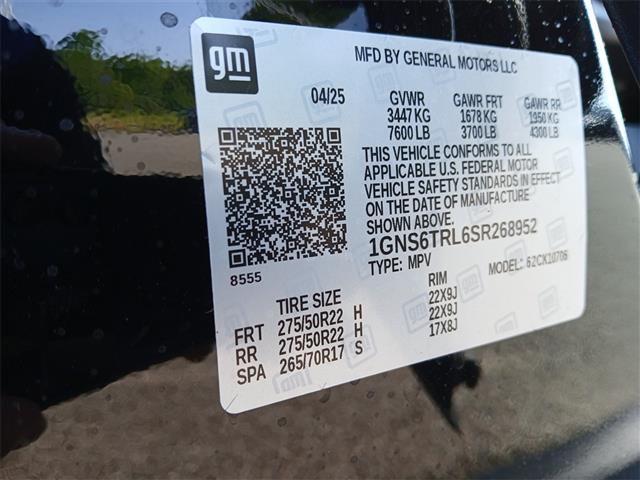 gm
MFD BY GENERAL MOTORS LLC
04/25 GVWR GAWR FRT GAWR RR
3447 KG 1678 KG 1950 KG
7600 LB 3700 LB 4300 LB
THIS VEHICLE CONFORMS TO ALL
APPLICABLE U.S. FEDERAL MOTOR
VEHICLE SAFETY STANDARDS IN EFFECT
ON THE DATE OF MANUFACTURE
SHOWN ABOVE.
1GNS6TRL6SR268952
8555
TYPE: MPV MODEL: 62CK10706
TIRE SIZE RIM
FRT 275/50R22 H 22X9J
RR 275/50R22 H 22X9J
SPA 265/70R17 S 17X8J